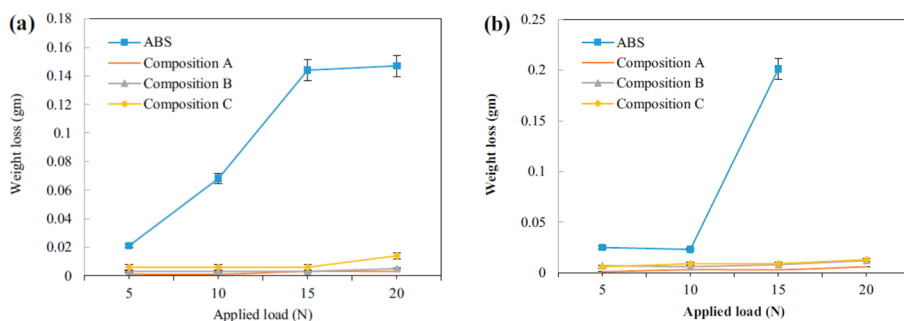 (a)
0.18
0.16
0.14
0.12
0.1
0.08
0.06
0.04
0.02
0
Weight loss (gm)
ABS
Composition A
Composition B
Composition C
5 10 15 20
Applied load (N)
(b)
0.25
0.2
0.15
0.1
0.05
0
Weight loss (gm)
ABS
Composition A
Composition B
Composition C
5 10 15 20
Applied load (N)